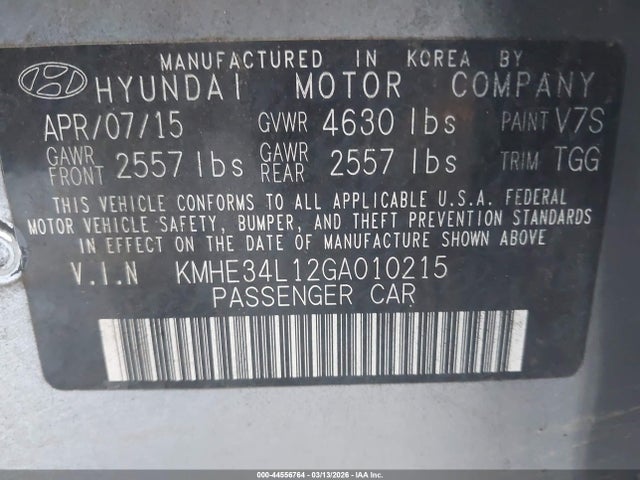 MANUFACTURED IN KOREA BY
HYUNDAI MOTOR COMPANY
APR/07/15 GVWR 4630 lbs PAINT V7S
GAWR FRONT 2557 lbs GAWR REAR 2557 lbs TRIM TGG
THIS VEHICLE CONFORMS TO ALL APPLICABLE U.S.A. FEDERAL
MOTOR VEHICLE SAFETY, BUMPER, AND THEFT PREVENTION STANDARDS
IN EFFECT ON THE DATE OF MANUFACTURE SHOWN ABOVE
V.I.N KMHE34L12GA010215
PASSENGER CAR
000-44556764 | 03/13/2026 | IAA, INC.